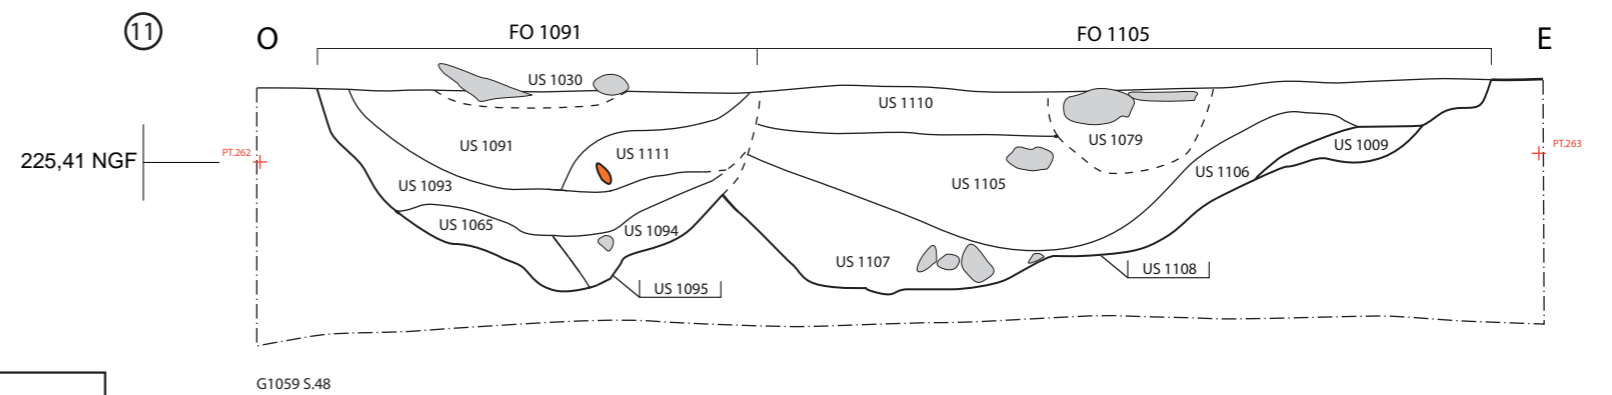 11
O
FO 1091
FO 1105
E
US 1030
US 1110
US 1079
US 1091
US 1111
US 1009
225,41 NGF
PT.262
PT.263
US 1093
US 1105
US 1106
US 1065
US 1094
US 1107
US 1108
US 1095
G1059 S.48